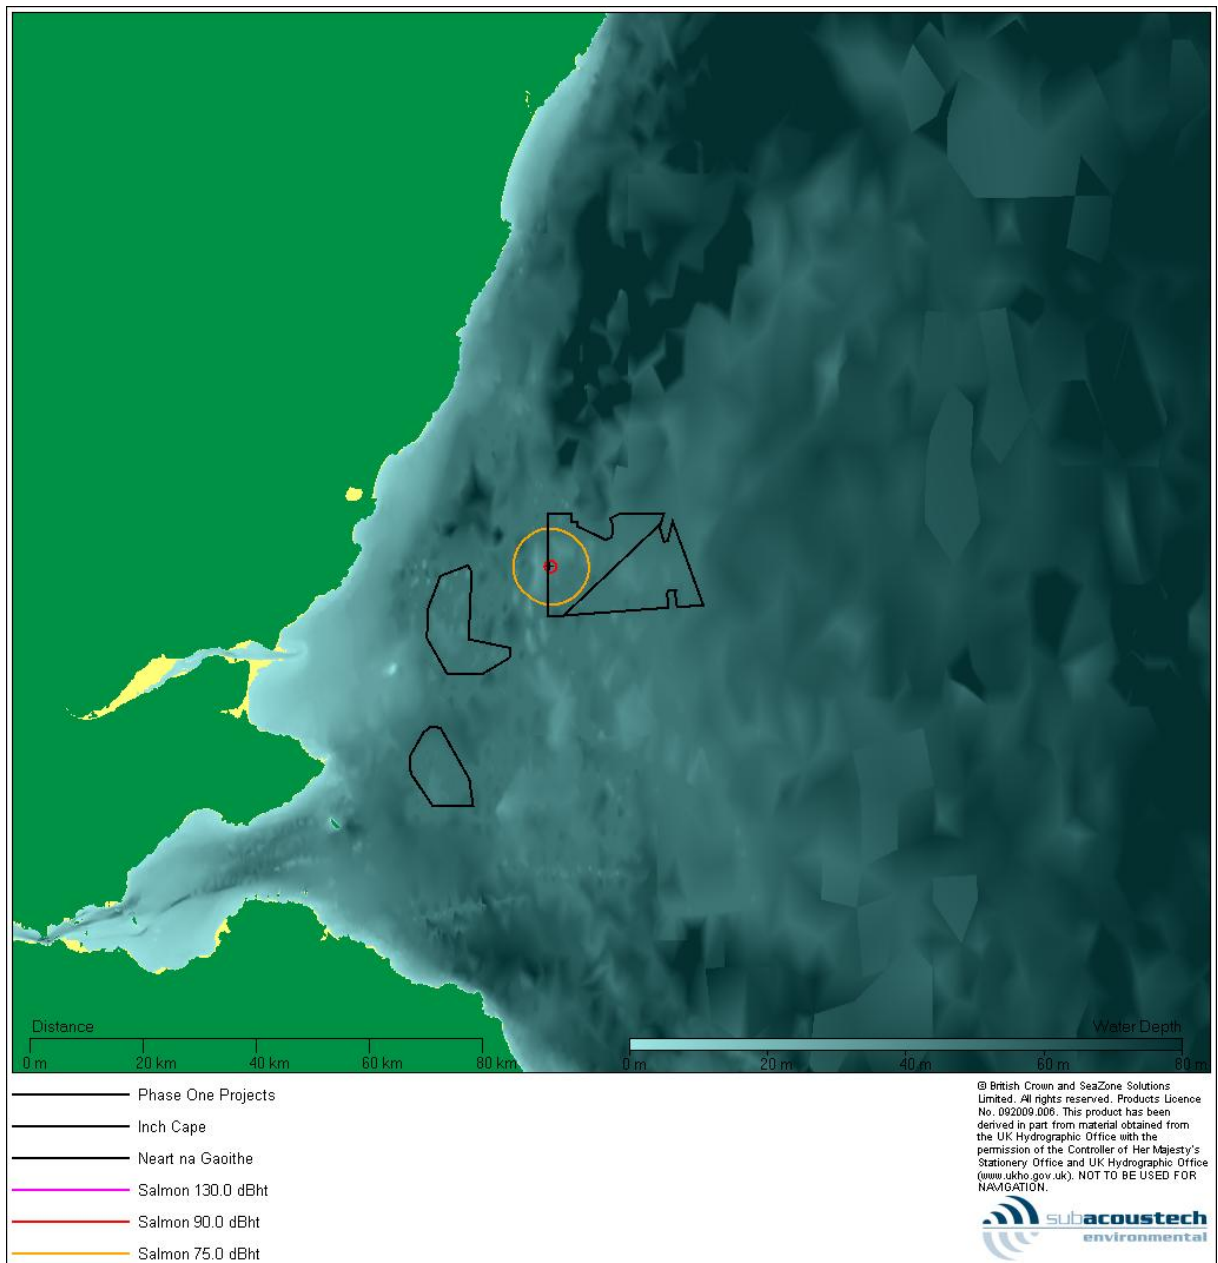 Distance
0 m 20 km 40 km 60 km 80 km
Water Depth
0 m 20 m 40 m 60 m 80 m
Phase One Projects
Inch Cape
Neart na Gaoithe
Salmon 130.0 dBht
Salmon 90.0 dBht
Salmon 75.0 dBht
© British Crown and SeaZone Solutions
Limited. All rights reserved. Products Licence
No. 092009.006. This product has been
derived in part from material obtained from
the UK Hydrographic Office with the
permission of the Controller of Her Majesty's
Stationery Office and UK Hydrographic Office
(www.ukho.gov.uk). NOT TO BE USED FOR
NAVIGATION.
subacoustech
environmental